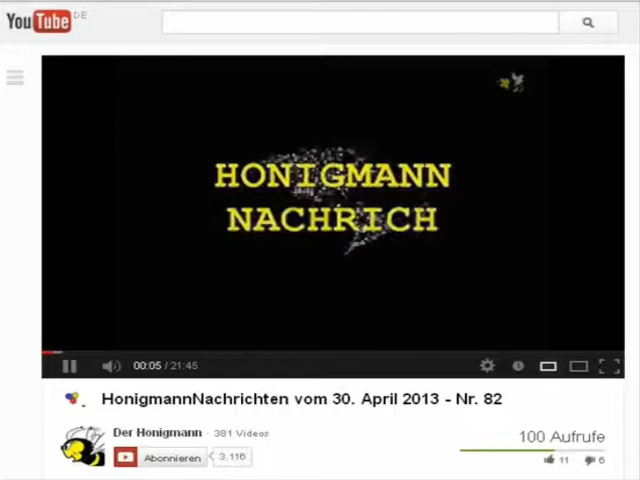 YouTube DE
HONIGMANN
NACHRICH
00:05 / 21:45
HonigmannNachrichten vom 30. April 2013 - Nr. 82
Der Honigmann · 381 Videos
100 Aufrufe
Abonnieren 3.116
11 6